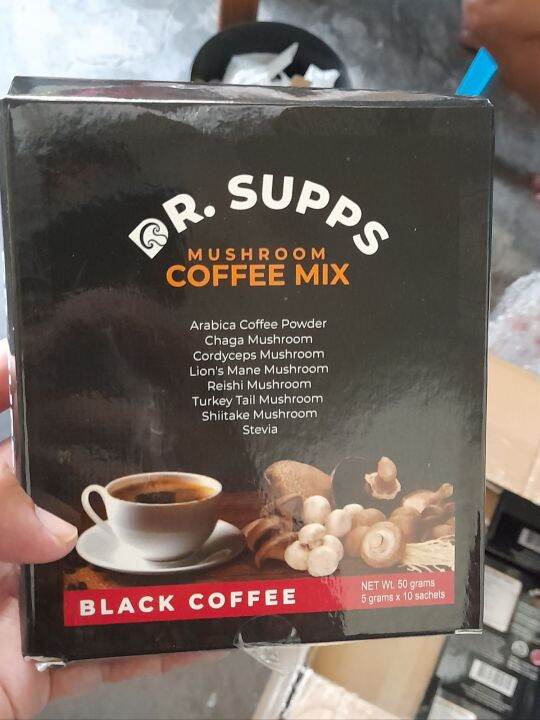 DR. SUPPS
MUSHROOM
COFFEE MIX
Arabica Coffee Powder
Chaga Mushroom
Cordyceps Mushroom
Lion's Mane Mushroom
Reishi Mushroom
Turkey Tail Mushroom
Shiitake Mushroom
Stevia
BLACK COFFEE
NET Wt. 50 grams
5 grams x 10 sachets